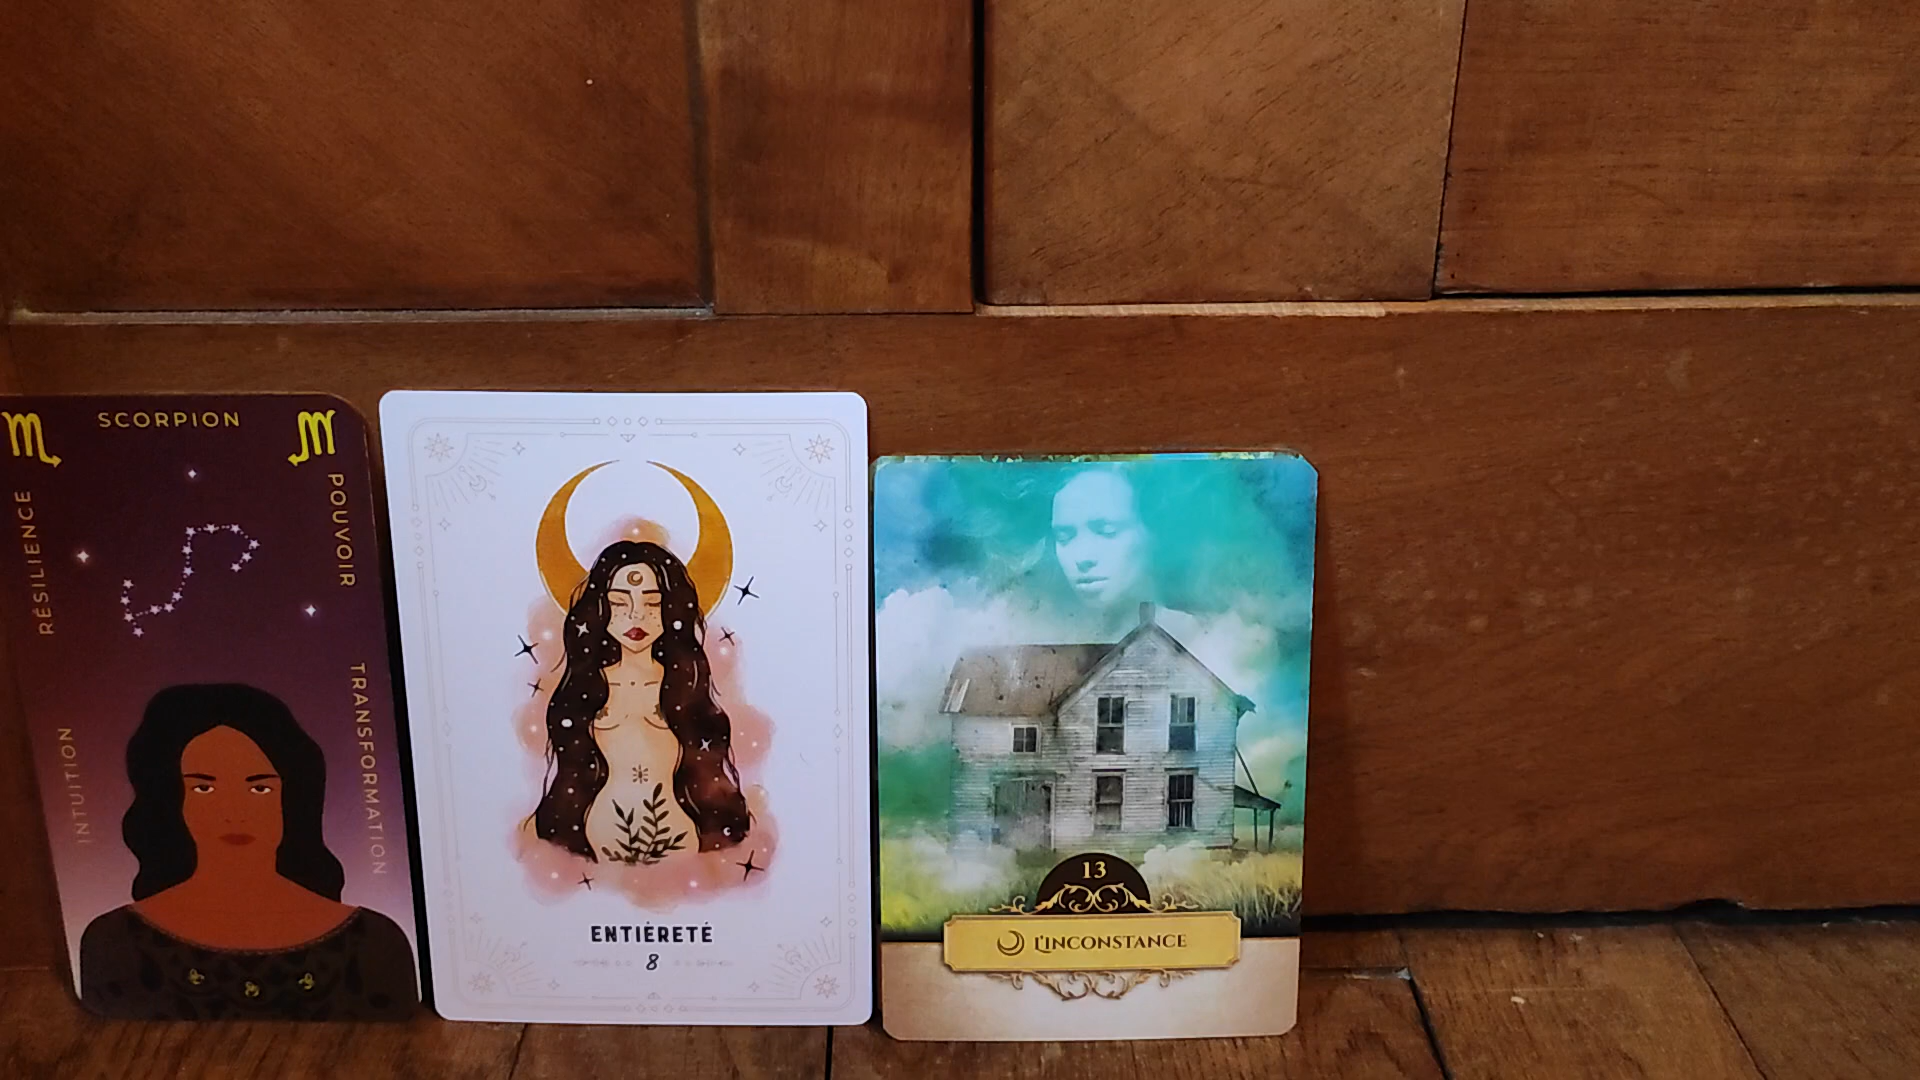 SCORPION
RÉSILIENCE
POUVOIR
INTUITION
TRANSFORMATION
ENTIÈRETÉ
8
13
L'INCONSTANCE